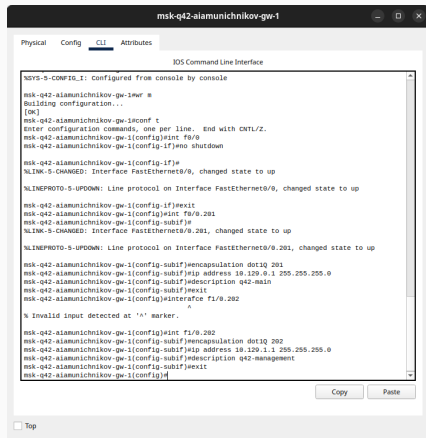 msk-q42-aiamunichnikov-gw-1
Physical Config CLI Attributes
IOS Command Line Interface
%SYS-5-CONFIG_I: Configured from console by console
msk-q42-aiamunichnikov-gw-1#wr m
Building configuration...
[OK]
msk-q42-aiamunichnikov-gw-1#conf t
Enter configuration commands, one per line.  End with CNTL/Z.
msk-q42-aiamunichnikov-gw-1(config)#int f0/0
msk-q42-aiamunichnikov-gw-1(config-if)#no shutdown
msk-q42-aiamunichnikov-gw-1(config-if)#
%LINK-5-CHANGED: Interface FastEthernet0/0, changed state to up
%LINEPROTO-5-UPDOWN: Line protocol on Interface FastEthernet0/0, changed state to up
msk-q42-aiamunichnikov-gw-1(config-if)#exit
msk-q42-aiamunichnikov-gw-1(config)#int f0/0.201
msk-q42-aiamunichnikov-gw-1(config-subif)#
%LINK-5-CHANGED: Interface FastEthernet0/0.201, changed state to up
%LINEPROTO-5-UPDOWN: Line protocol on Interface FastEthernet0/0.201, changed state to up
msk-q42-aiamunichnikov-gw-1(config-subif)#encapsulation dot1Q 201
msk-q42-aiamunichnikov-gw-1(config-subif)#ip address 10.129.0.1 255.255.255.0
msk-q42-aiamunichnikov-gw-1(config-subif)#description q42-main
msk-q42-aiamunichnikov-gw-1(config-subif)#exit
msk-q42-aiamunichnikov-gw-1(config)#interafce f1/0.202
^
% Invalid input detected at '^' marker.
msk-q42-aiamunichnikov-gw-1(config)#int f1/0.202
msk-q42-aiamunichnikov-gw-1(config-subif)#encapsulation dot1Q 202
msk-q42-aiamunichnikov-gw-1(config-subif)#ip address 10.129.1.1 255.255.255.0
msk-q42-aiamunichnikov-gw-1(config-subif)#description q42-management
msk-q42-aiamunichnikov-gw-1(config-subif)#exit
msk-q42-aiamunichnikov-gw-1(config)#
Copy Paste
Top